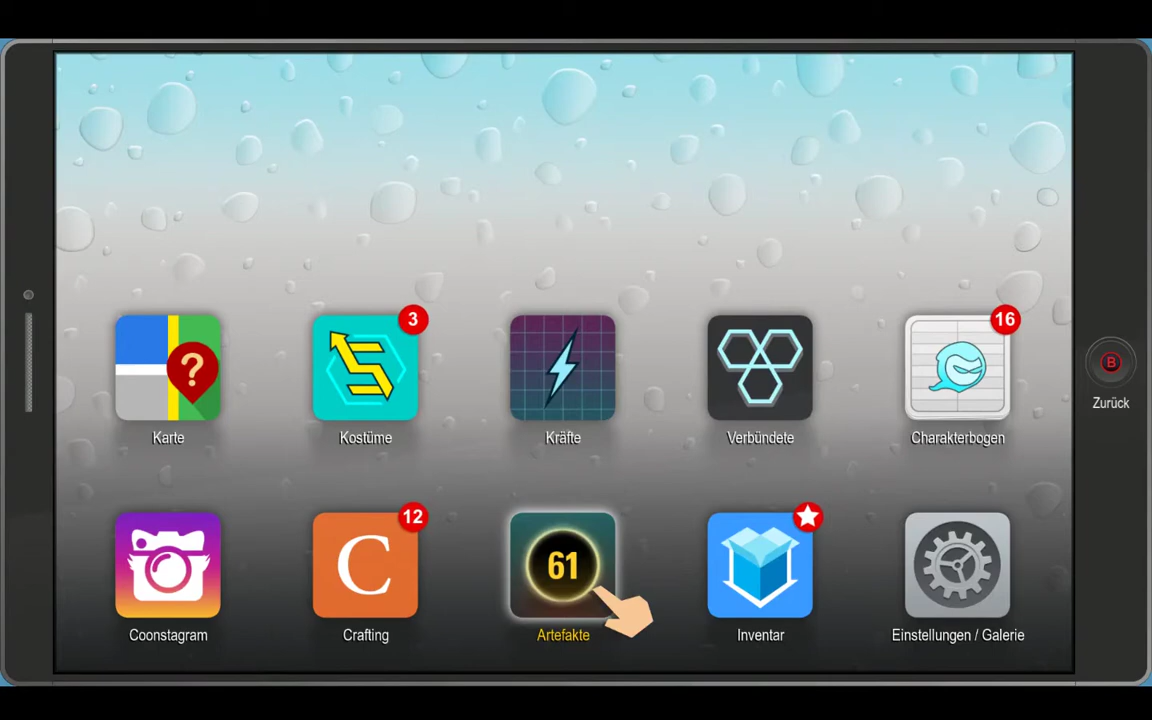 ?
3
16
Karte
Kostüme
Kräfte
Verbündete
Charakterbogen
B
Zurück
12
C
61
Coonstagram
Crafting
Artefakte
Inventar
Einstellungen / Galerie